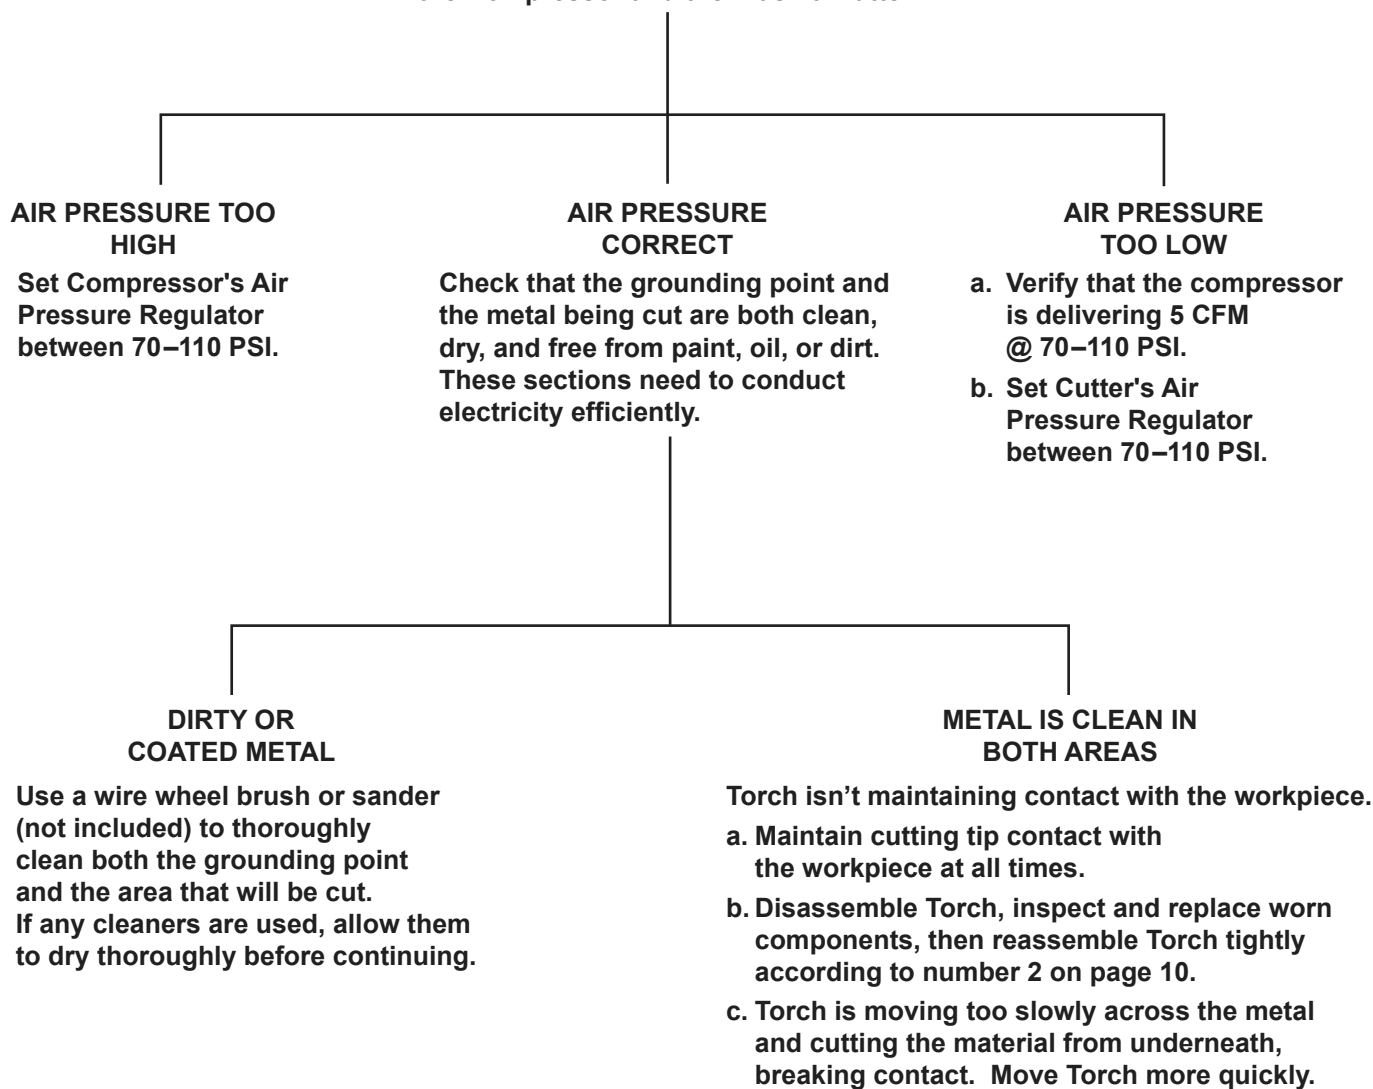 AIR PRESSURE TOO
HIGH
Set Compressor's Air
Pressure Regulator
between 70–110 PSI.
AIR PRESSURE
CORRECT
Check that the grounding point and
the metal being cut are both clean,
dry, and free from paint, oil, or dirt.
These sections need to conduct
electricity efficiently.
AIR PRESSURE
TOO LOW
a. Verify that the compressor
is delivering 5 CFM
@ 70–110 PSI.
b. Set Cutter's Air
Pressure Regulator
between 70–110 PSI.
DIRTY OR
COATED METAL
Use a wire wheel brush or sander
(not included) to thoroughly
clean both the grounding point
and the area that will be cut.
If any cleaners are used, allow them
to dry thoroughly before continuing.
METAL IS CLEAN IN
BOTH AREAS
Torch isn’t maintaining contact with the workpiece.
a. Maintain cutting tip contact with
the workpiece at all times.
b. Disassemble Torch, inspect and replace worn
components, then reassemble Torch tightly
according to number 2 on page 10.
c. Torch is moving too slowly across the metal
and cutting the material from underneath,
breaking contact. Move Torch more quickly.